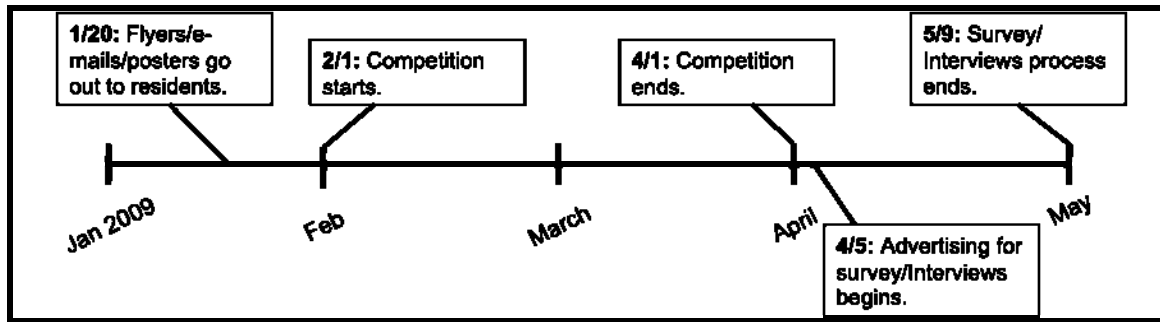 1/20: Flyers/e-
mails/posters go
out to residents.
2/1: Competition
starts.
4/1: Competition
ends.
5/9: Survey/
Interviews process
ends.
Jan 2009
Feb
March
April
May
4/5: Advertising for
survey/Interviews
begins.